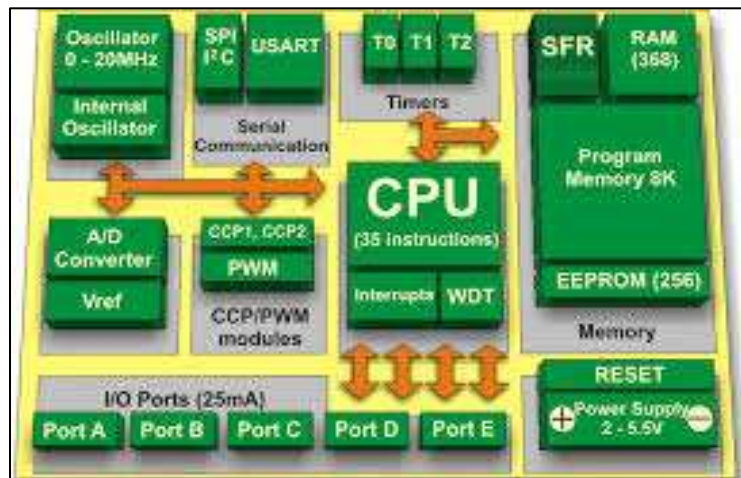 Oscillator
0 - 20MHz
Internal
Oscillator
SPI
I²C
USART
Serial
Communication
T0 T1 T2
Timers
SFR
RAM
(368)
Program
Memory 8K
EEPROM (256)
Memory
CPU
(35 instructions)
Interrupts
WDT
A/D
Converter
Vref
CCP1, CCP2
PWM
CCP/PWM
modules
I/O Ports (25mA)
Port A Port B Port C Port D Port E
RESET
Power Supply
2 - 5.5V